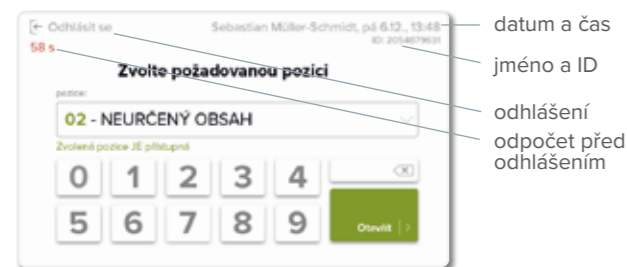 Odhlásit se
Sebastian Müller-Schmidt, pá 6.12., 13:48
ID: 2054879631
58 s
Zvolte požadovanou pozici
pozice:
02 - NEURČENÝ OBSAH
Zvolená pozice JE přístupná
0 1 2 3 4
5 6 7 8 9
Otevřít
datum a čas
jméno a ID
odhlášení
odpočet před
odhlášením